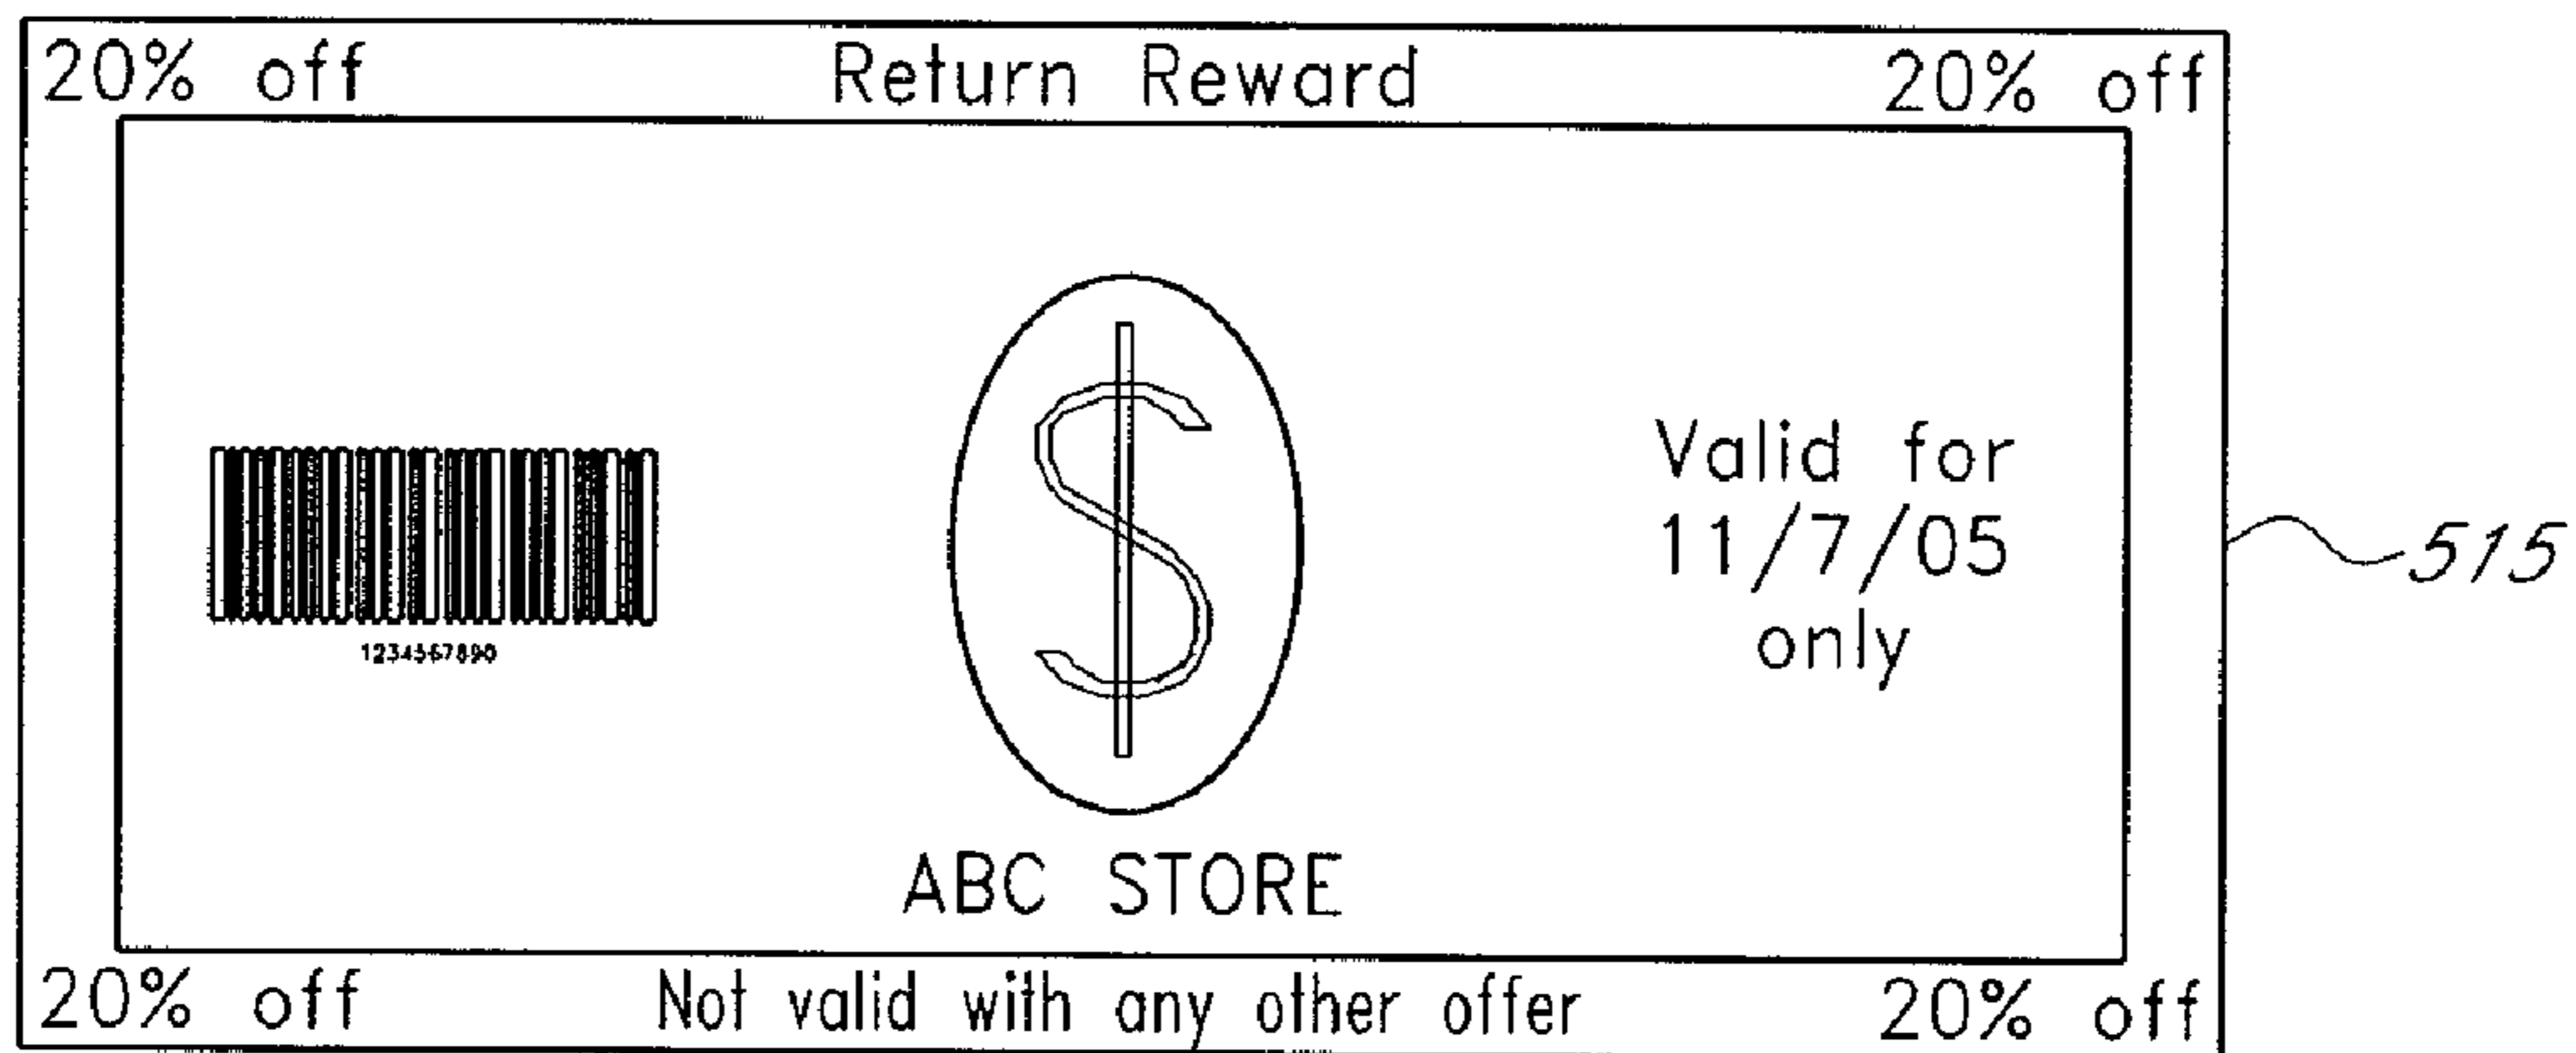 20% off Return Reward 20% off
Valid for
11/7/05
only
515
1234567890
$
ABC STORE
20% off Not valid with any other offer 20% off